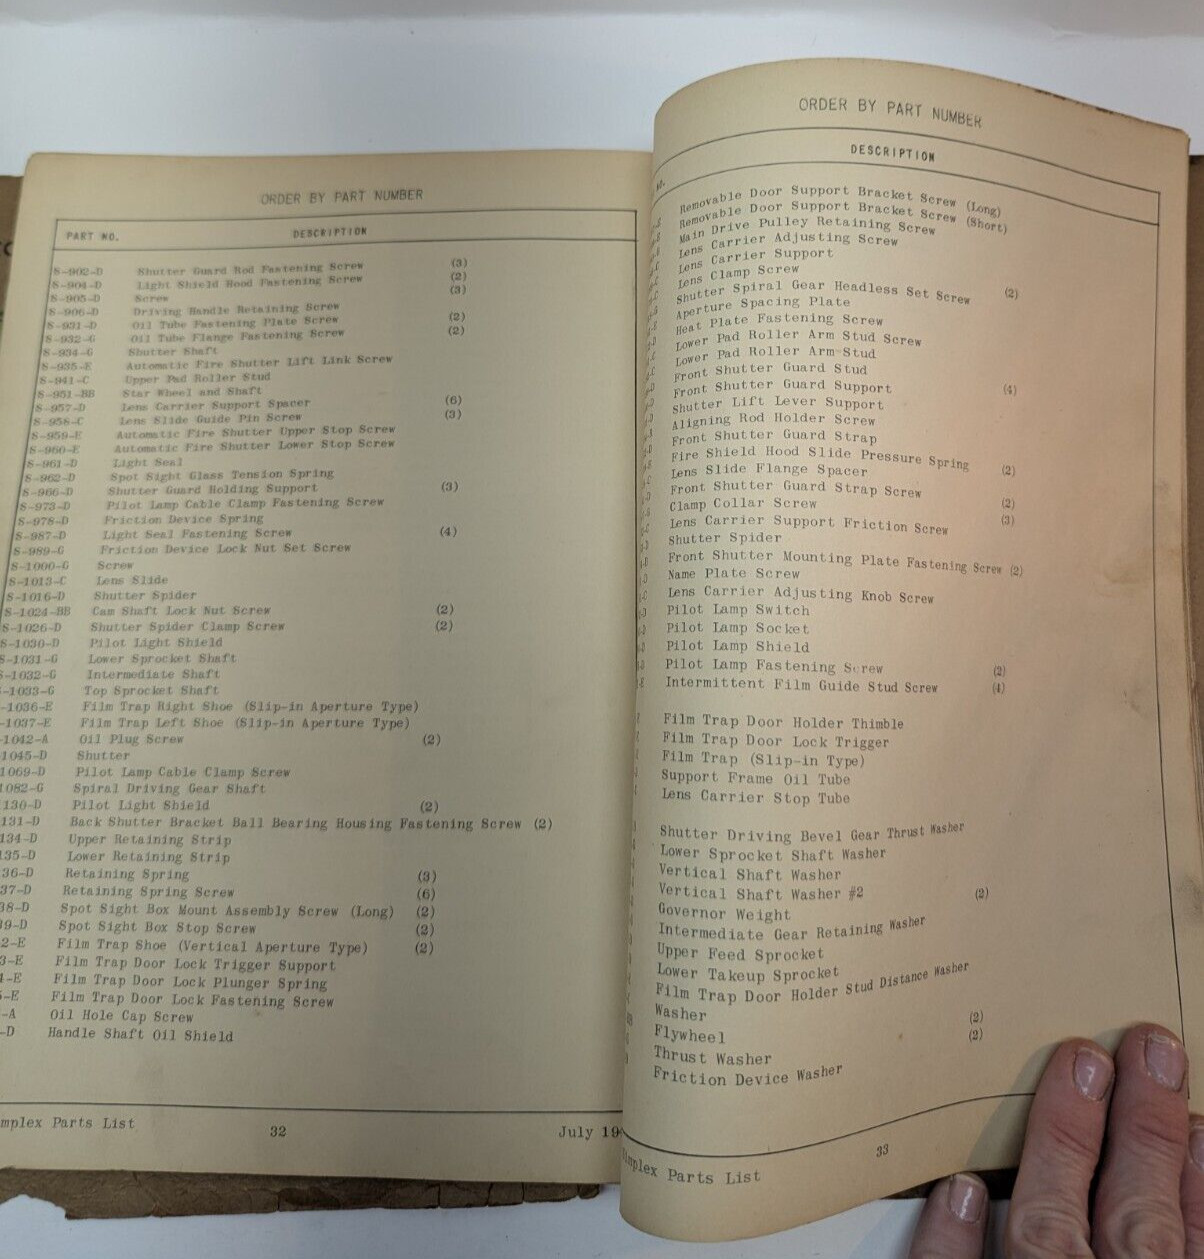 ORDER BY PART NUMBER
PART NO. DESCRIPTION
S-902-D Shutter Guard Rod Fastening Screw (3)
S-904-D Light Shield Hood Fastening Screw (2)
S-905-D Screw (3)
S-906-D Driving Handle Retaining Screw
S-931-D Oil Tube Fastening Plate Screw (2)
S-932-G Oil Tube Flange Fastening Screw (2)
S-934-G Shutter Shaft
S-935-E Automatic Fire Shutter Lift Link Screw
S-941-C Upper Pad Roller Stud
S-951-BB Star Wheel and Shaft
S-957-D Lens Carrier Support Spacer (6)
S-958-C Lens Slide Guide Pin Screw (3)
S-959-E Automatic Fire Shutter Upper Stop Screw
S-960-E Automatic Fire Shutter Lower Stop Screw
S-961-D Light Seal
S-962-D Spot Sight Glass Tension Spring
S-966-D Shutter Guard Holding Support (3)
S-973-D Pilot Lamp Cable Clamp Fastening Screw
S-978-D Friction Device Spring
S-987-D Light Seal Fastening Screw (4)
S-989-G Friction Device Lock Nut Set Screw
S-1000-G Screw
S-1013-C Lens Slide
S-1016-D Shutter Spider
S-1024-BB Cam Shaft Lock Nut Screw (2)
S-1026-D Shutter Spider Clamp Screw (2)
S-1030-D Pilot Light Shield
S-1031-G Lower Sprocket Shaft
S-1032-G Intermediate Shaft
-1033-G Top Sprocket Shaft
-1036-E Film Trap Right Shoe (Slip-in Aperture Type)
-1037-E Film Trap Left Shoe (Slip-in Aperture Type)
-1042-A Oil Plug Screw (2)
1045-D Shutter
1069-D Pilot Lamp Cable Clamp Screw
1082-G Spiral Driving Gear Shaft
130-D Pilot Light Shield (2)
131-D Back Shutter Bracket Ball Bearing Housing Fastening Screw (2)
134-D Upper Retaining Strip
135-D Lower Retaining Strip
36-D Retaining Spring (3)
37-D Retaining Spring Screw (6)
38-D Spot Sight Box Mount Assembly Screw (Long) (2)
39-D Spot Sight Box Stop Screw (2)
2-E Film Trap Shoe (Vertical Aperture Type) (2)
3-E Film Trap Door Lock Trigger Support
-E Film Trap Door Lock Plunger Spring
-E Film Trap Door Lock Fastening Screw
-A Oil Hole Cap Screw
-D Handle Shaft Oil Shield
mplex Parts List 32 July 19
ORDER BY PART NUMBER
NO. DESCRIPTION
Removable Door Support Bracket Screw (Long)
Removable Door Support Bracket Screw (Short)
Main Drive Pulley Retaining Screw
Lens Carrier Adjusting Screw
Lens Carrier Support
Lens Clamp Screw
Shutter Spiral Gear Headless Set Screw (2)
Aperture Spacing Plate
Heat Plate Fastening Screw
Lower Pad Roller Arm Stud Screw
Lower Pad Roller Arm Stud
Front Shutter Guard Stud
Front Shutter Guard Support (4)
Shutter Lift Lever Support
Aligning Rod Holder Screw
Front Shutter Guard Strap
Fire Shield Hood Slide Pressure Spring
Lens Slide Flange Spacer (2)
Front Shutter Guard Strap Screw
Clamp Collar Screw (2)
Lens Carrier Support Friction Screw (3)
Shutter Spider
Front Shutter Mounting Plate Fastening Screw (2)
Name Plate Screw
Lens Carrier Adjusting Knob Screw
Pilot Lamp Switch
Pilot Lamp Socket
Pilot Lamp Shield
Pilot Lamp Fastening Screw (2)
Intermittent Film Guide Stud Screw (4)
Film Trap Door Holder Thimble
Film Trap Door Lock Trigger
Film Trap (Slip-in Type)
Support Frame Oil Tube
Lens Carrier Stop Tube
Shutter Driving Bevel Gear Thrust Washer
Lower Sprocket Shaft Washer
Vertical Shaft Washer
Vertical Shaft Washer #2 (2)
Governor Weight
Intermediate Gear Retaining Washer
Upper Feed Sprocket
Lower Takeup Sprocket
Film Trap Door Holder Stud Distance Washer
Washer (2)
Flywheel (2)
Thrust Washer
Friction Device Washer
implex Parts List 33